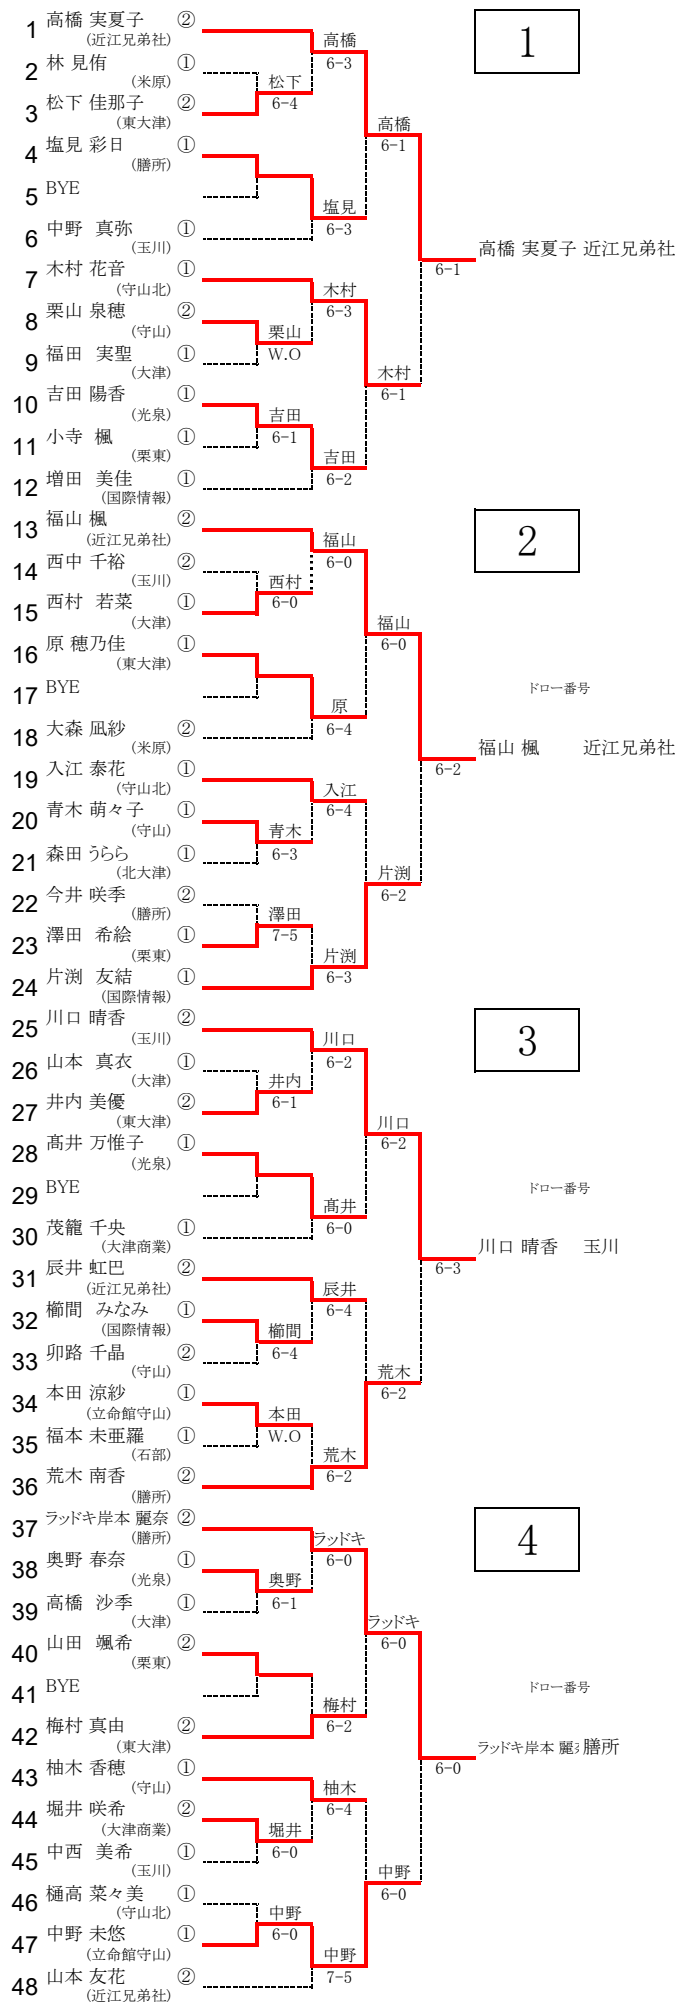 1 高橋 実夏子 ②
(近江兄弟社)
2 林 見侑 ①
(米原)
3 松下 佳那子 ②
(東大津)
4 塩見 彩日 ①
(膳所)
5 BYE
6 中野 真弥 ①
(玉川)
7 木村 花音 ①
(守山北)
8 栗山 泉穂 ②
(守山)
9 福田 実聖 ①
(大津)
10 吉田 陽香 ①
(光泉)
11 小寺 楓 ①
(栗東)
12 増田 美佳 ①
(国際情報)
松下
6-4
栗山
W.O
吉田
6-1
高橋
6-3
塩見
6-3
木村
6-3
吉田
6-2
高橋
6-1
木村
6-1
1
高橋 実夏子 近江兄弟社
6-1
13 福山 楓 ②
(近江兄弟社)
14 西中 千裕 ②
(玉川)
15 西村 若菜 ①
(大津)
16 原 穂乃佳 ①
(東大津)
17 BYE
18 大森 凪紗 ②
(米原)
19 入江 泰花 ①
(守山北)
20 青木 萌々子 ①
(守山)
21 森田 うらら ①
(北大津)
22 今井 咲季 ②
(膳所)
23 澤田 希絵 ①
(栗東)
24 片渕 友結 ①
(国際情報)
西村
6-0
青木
6-3
澤田
7-5
福山
6-0
原
6-4
入江
6-4
片渕
6-3
福山
6-0
片渕
6-2
2
ドロー番号
福山 楓 近江兄弟社
6-2
25 川口 晴香 ②
(玉川)
26 山本 真衣 ①
(大津)
27 井内 美優 ②
(東大津)
28 髙井 万惟子 ①
(光泉)
29 BYE
30 茂籠 千央 ①
(大津商業)
31 辰井 虹巴 ②
(近江兄弟社)
32 櫛間 みなみ ①
(国際情報)
33 卯路 千晶 ②
(守山)
34 本田 涼紗 ①
(立命館守山)
35 福本 未亜羅 ①
(石部)
36 荒木 南香 ②
(膳所)
井内
6-1
櫛間
6-4
本田
W.O
川口
6-2
髙井
6-0
辰井
6-4
荒木
6-2
川口
6-2
荒木
6-2
3
ドロー番号
川口 晴香 玉川
6-3
37 ラッドキ岸本 麗奈 ②
(膳所)
38 奥野 春奈 ①
(光泉)
39 高橋 沙季 ①
(大津)
40 山田 颯希 ②
(栗東)
41 BYE
42 梅村 真由 ②
(東大津)
43 柚木 香穂 ①
(守山)
44 堀井 咲希 ②
(大津商業)
45 中西 美希 ①
(玉川)
46 樋高 菜々美 ①
(守山北)
47 中野 未悠 ①
(立命館守山)
48 山本 友花 ②
(近江兄弟社)
奥野
6-1
堀井
6-0
中野
6-0
ラッドキ
6-0
梅村
6-2
柚木
6-4
中野
7-5
ラッドキ
6-0
中野
6-0
4
ドロー番号
ラッドキ岸本 麗 膳所
6-0